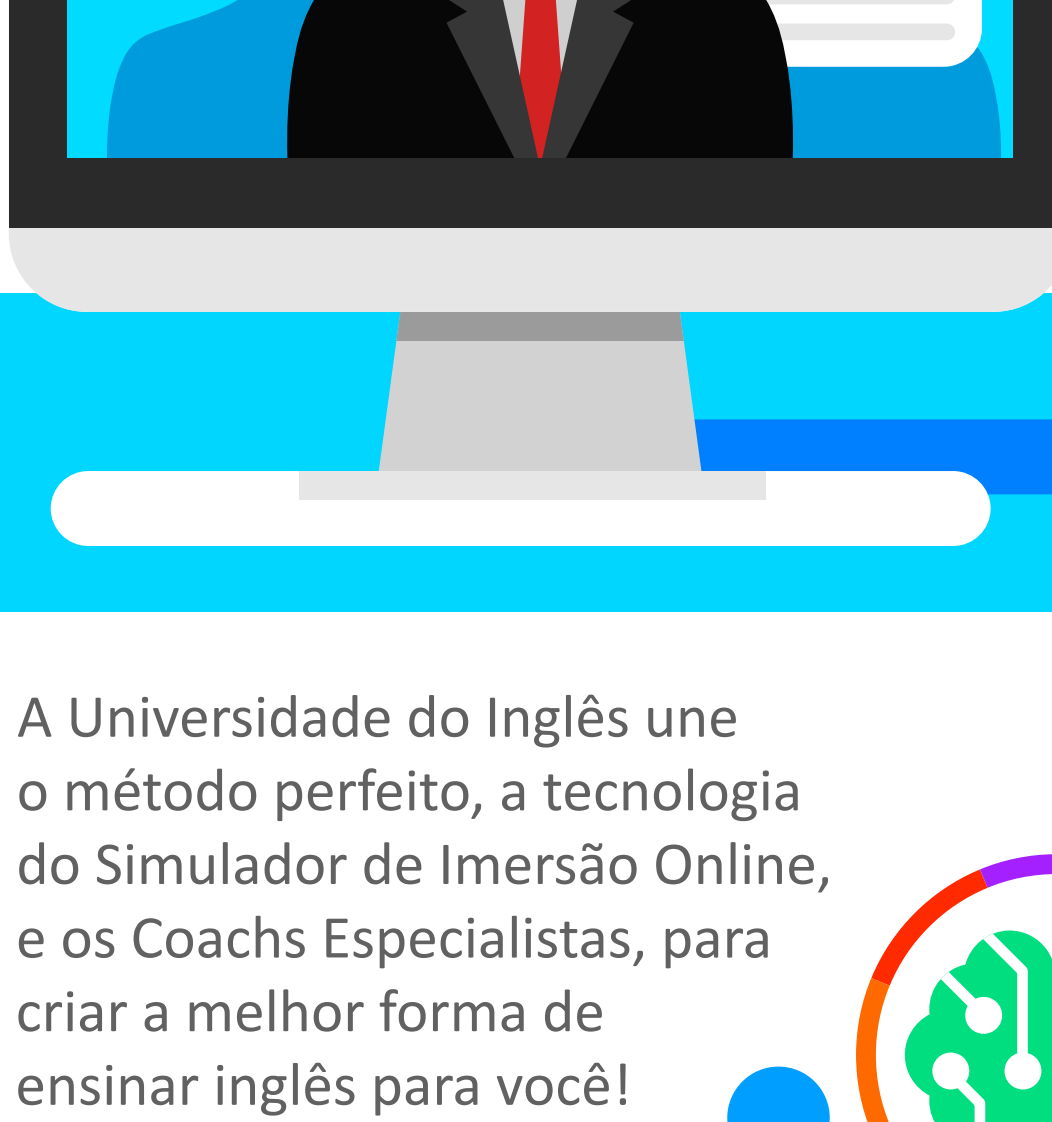 A Universidade do Inglês une
o método perfeito, a tecnologia
do Simulador de Imersão Online,
e os Coachs Especialistas, para
criar a melhor forma de
ensinar inglês para você!